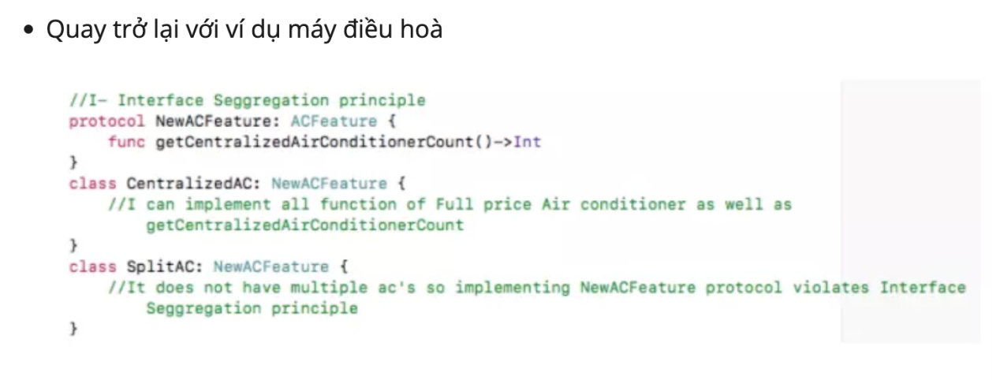 • Quay trở lại với ví dụ máy điều hoà
//I- Interface Seggregation principle
protocol NewACFeature: ACFeature {
func getCentralizedAirConditionerCount()->Int
}
class CentralizedAC: NewACFeature {
//I can implement all function of Full price Air conditioner as well as
getCentralizedAirConditionerCount
}
class SplitAC: NewACFeature {
//It does not have multiple ac's so implementing NewACFeature protocol violates Interface
Seggregation principle
}